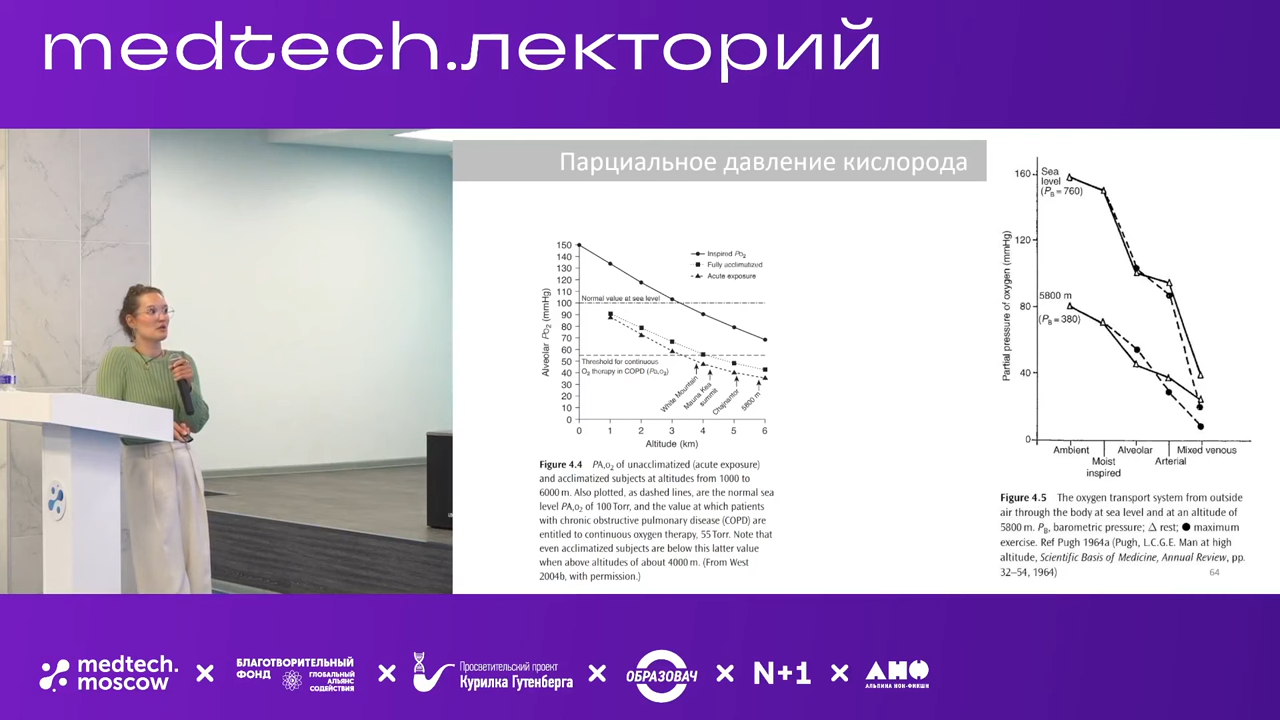 medtech.лекторий
Парциальное давление кислорода
150
140
130
120
110
100
90
80
70
60
50
40
30
20
10
0
Alveolar PO₂ (mmHg)
Inspired PO₂
Fully acclimatized
Acute exposure
Normal value at sea level
Threshold for continuous
O₂ therapy in COPD (Pa,o₂)
White Mountain
Mauna Kea
summit
Chajnantor
5800 m
0 1 2 3 4 5 6
Altitude (km)
Figure 4.4 PA,o₂ of unacclimatized (acute exposure)
and acclimatized subjects at altitudes from 1000 to
6000 m. Also plotted, as dashed lines, are the normal sea
level PA,o₂ of 100 Torr, and the value at which patients
with chronic obstructive pulmonary disease (COPD) are
entitled to continuous oxygen therapy, 55 Torr. Note that
even acclimatized subjects are below this latter value
when above altitudes of about 4000 m. (From West
2004b, with permission.)
160
120
80
40
0
Partial pressure of oxygen (mmHg)
Sea
level
(PB = 760)
5800 m
(PB = 380)
Ambient
Moist
inspired
Alveolar
Arterial
Mixed venous
Figure 4.5 The oxygen transport system from outside
air through the body at sea level and at an altitude of
5800 m. PB, barometric pressure; △ rest; ● maximum
exercise. Ref Pugh 1964a (Pugh, L.C.G.E. Man at high
altitude, Scientific Basis of Medicine, Annual Review, pp.
32–54, 1964)
64
medtech.
moscow
×
БЛАГОТВОРИТЕЛЬНЫЙ
ФОНД
ГЛОБАЛЬНЫЙ
АЛЬЯНС
СОДЕЙСТВИЯ
×
Просветительский проект
Курилка Гутенберга
×
ОБРАЗОВАЧ
×
N+1
×
АНФ
АЛЬПИНА НОН-ФИКШН